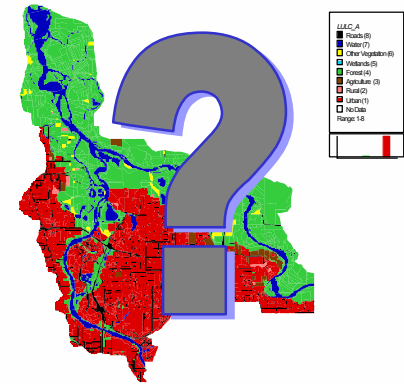 LULC_A
Roads (8)
Water (7)
Other Vegetation (6)
Wetlands (5)
Forest (4)
Agriculture (3)
Rural (2)
Urban (1)
No Data
Range: 1-8
?